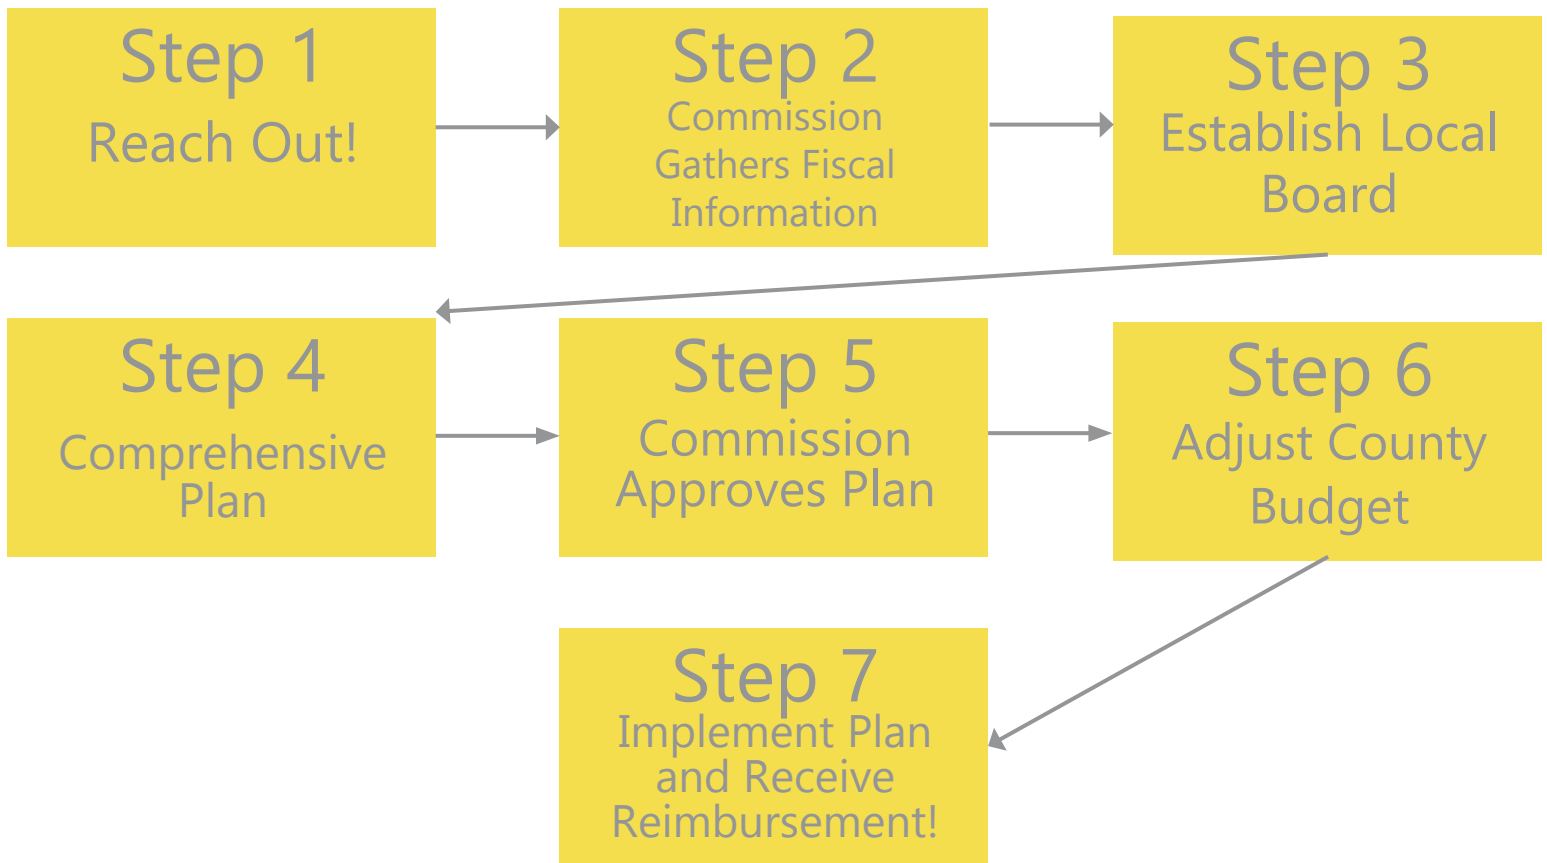 Step 1
Reach Out!
Step 2
Commission
Gathers Fiscal
Information
Step 3
Establish Local
Board
Step 4
Comprehensive
Plan
Step 5
Commission
Approves Plan
Step 6
Adjust County
Budget
Step 7
Implement Plan
and Receive
Reimbursement!